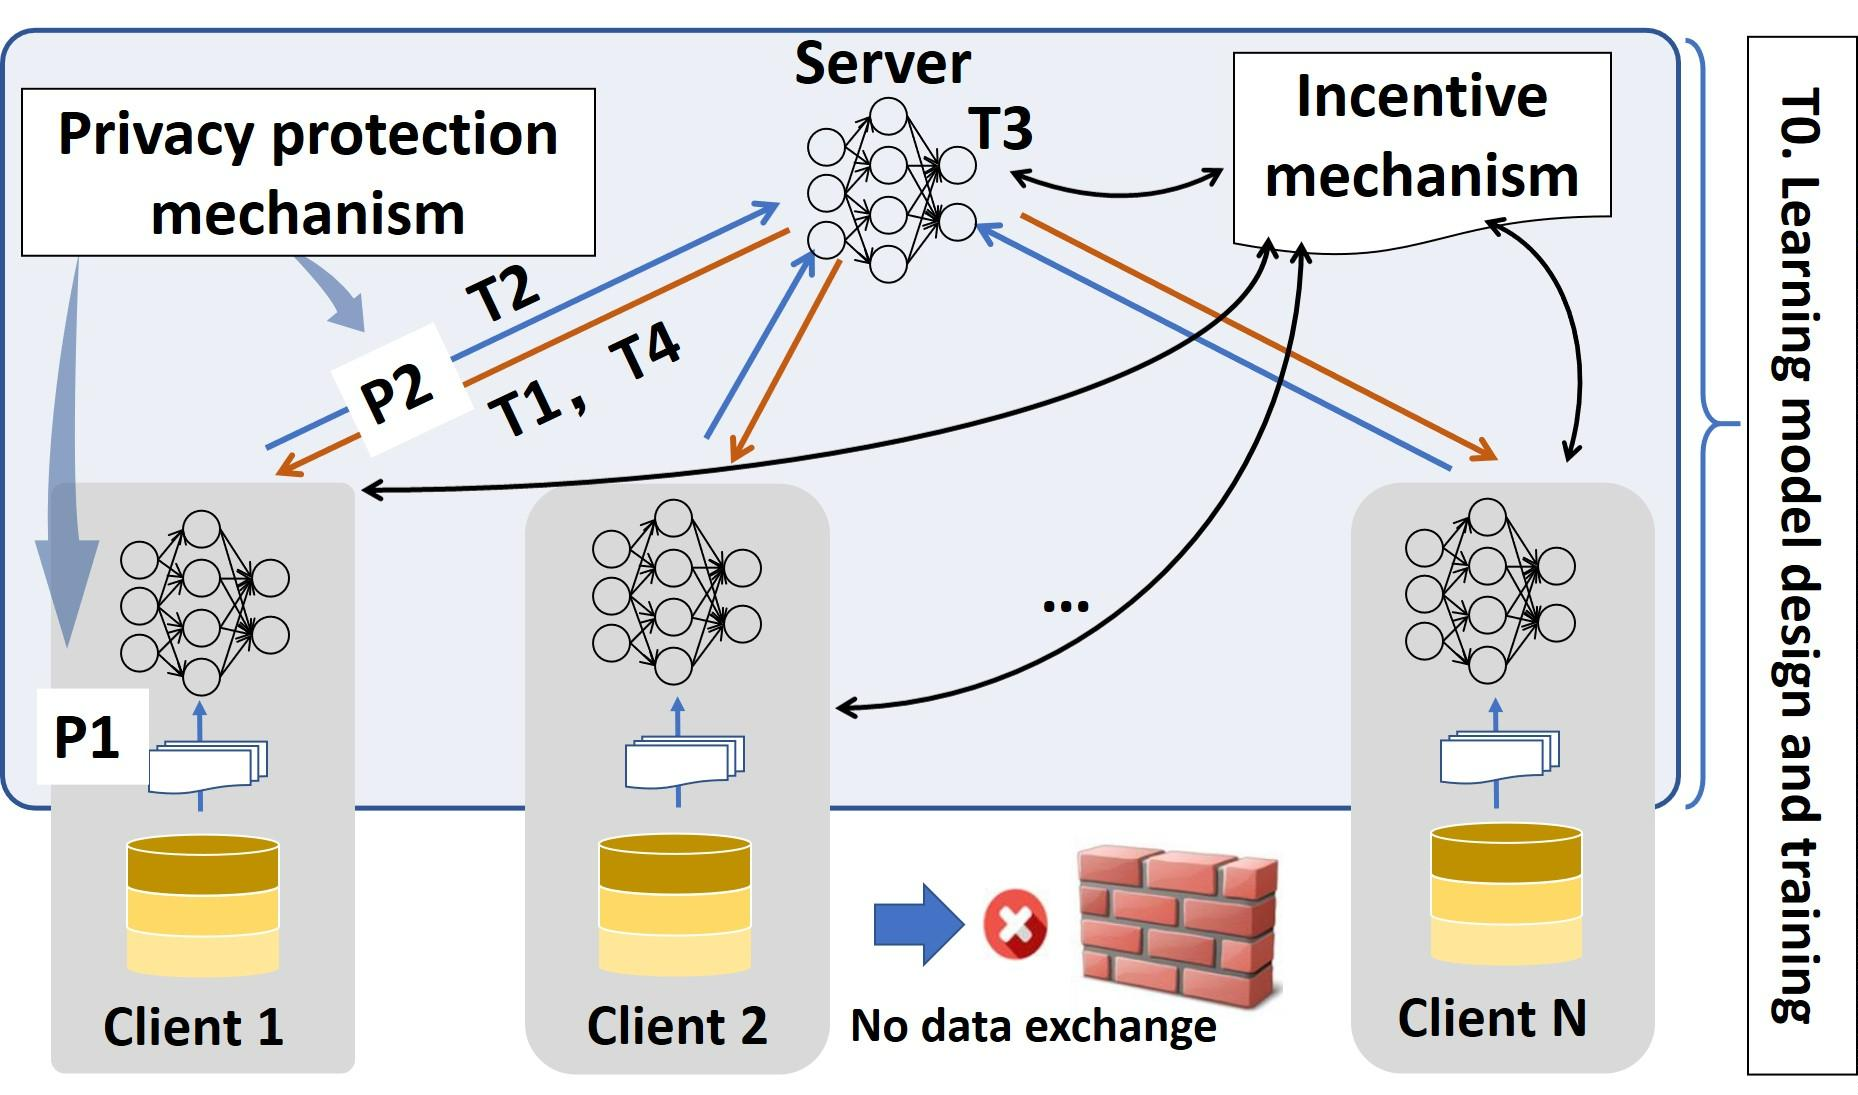 Server
Privacy protection
mechanism
T3
Incentive
mechanism
T2
P2
T1, T4
...
P1
Client 1
Client 2
No data exchange
Client N
T0. Learning model design and training